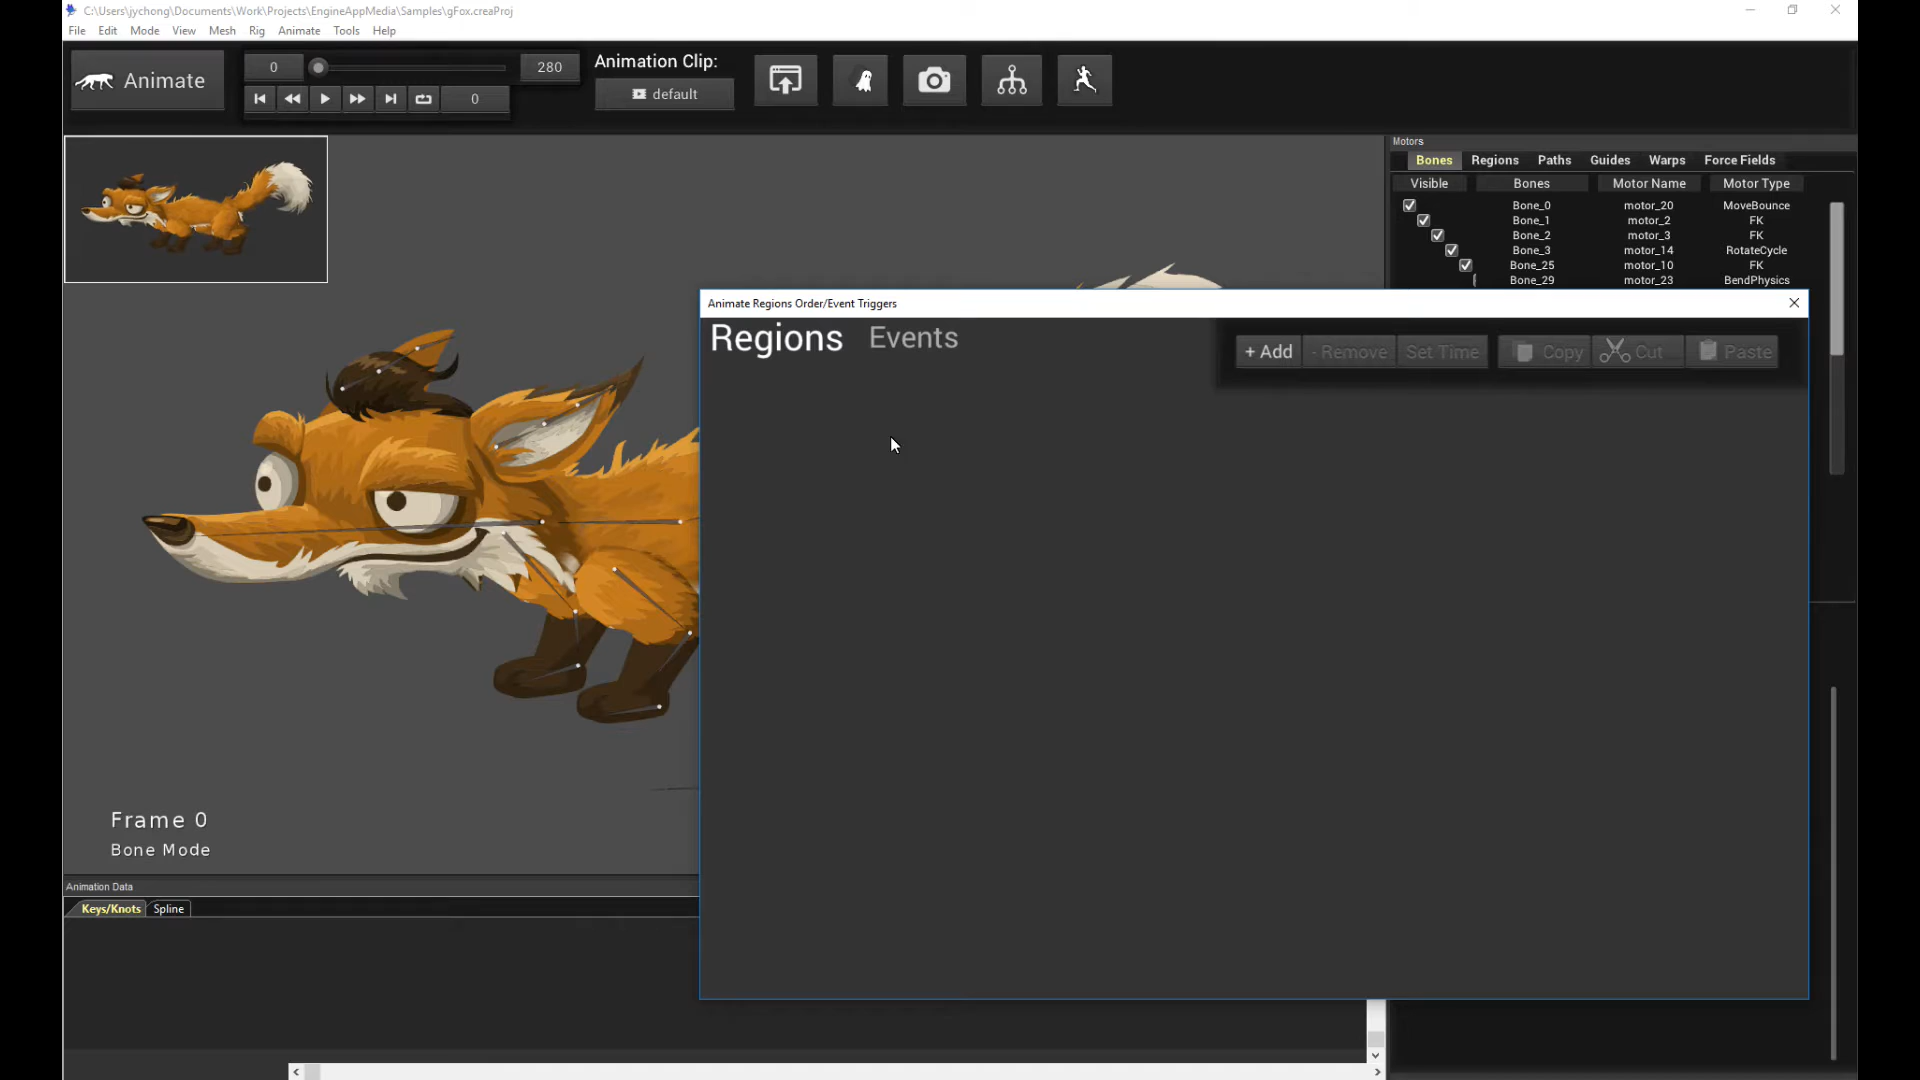 C:\Users\jychong\Documents\Work\Projects\EngineAppMedia\Samples\gFox.creaProj
File Edit Mode View Mesh Rig Animate Tools Help
Animate
0
280
0
Animation Clip:
default
Motors
Bones Regions Paths Guides Warps Force Fields
Visible Bones Motor Name Motor Type
Bone_0 motor_20 MoveBounce
Bone_1 motor_2 FK
Bone_2 motor_3 FK
Bone_3 motor_14 RotateCycle
Bone_25 motor_10 FK
Bone_29 motor_23 BendPhysics
Animate Regions Order/Event Triggers
Regions Events
+ Add - Remove Set Time Copy Cut Paste
Frame 0
Bone Mode
Animation Data
Keys/Knots Spline